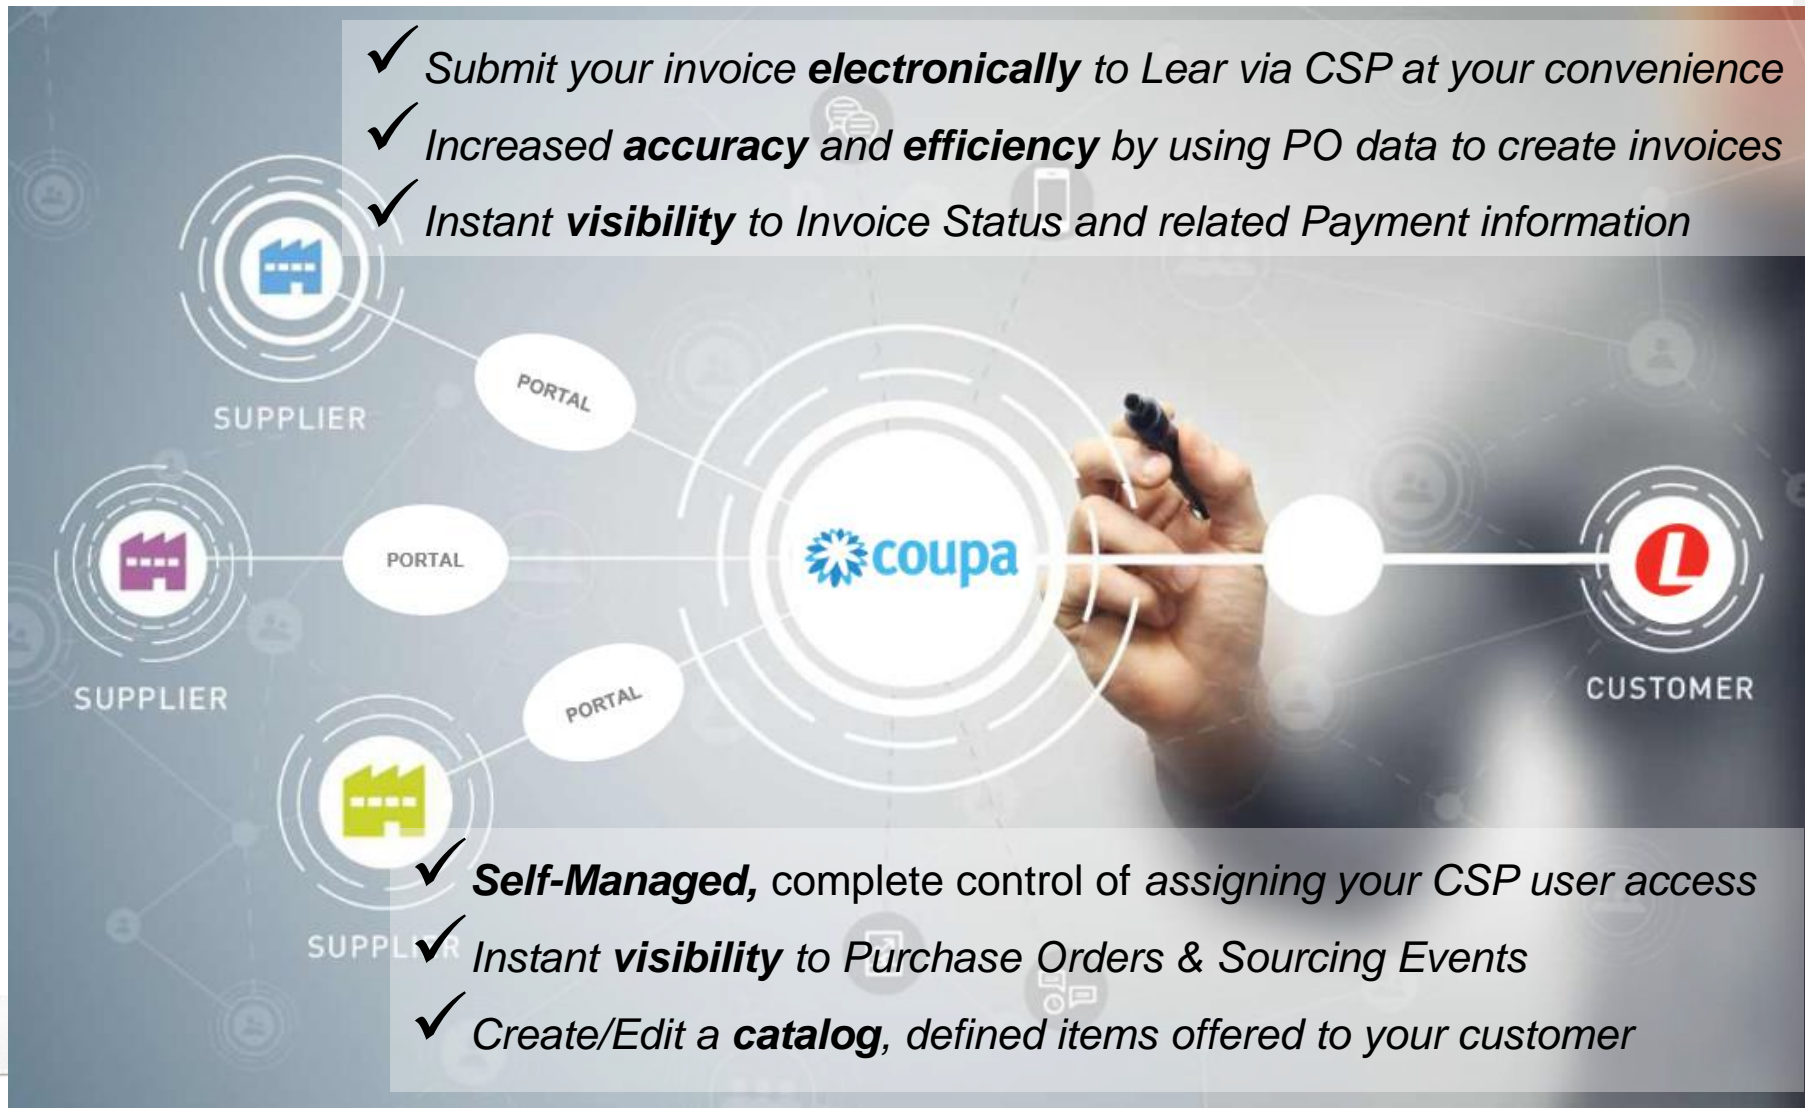 ✓ Submit your invoice electronically to Lear via CSP at your convenience
✓ Increased accuracy and efficiency by using PO data to create invoices
✓ Instant visibility to Invoice Status and related Payment information
SUPPLIER
PORTAL
PORTAL
SUPPLIER
PORTAL
coupa
L
CUSTOMER
SUPPLIER
✓ Self-Managed, complete control of assigning your CSP user access
✓ Instant visibility to Purchase Orders & Sourcing Events
✓ Create/Edit a catalog, defined items offered to your customer